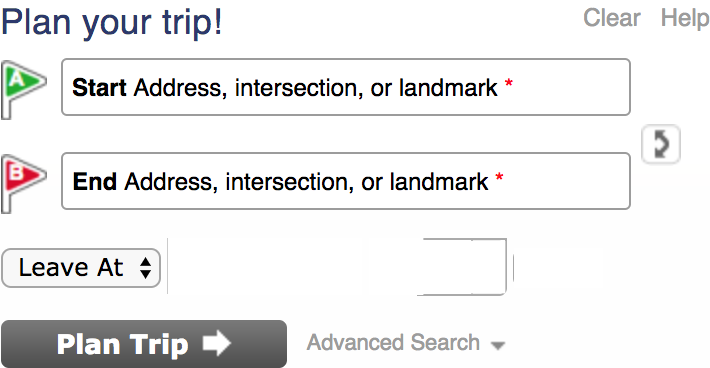 Plan your trip!
Clear Help
A
Start Address, intersection, or landmark *
B
End Address, intersection, or landmark *
Leave At
Plan Trip
Advanced Search